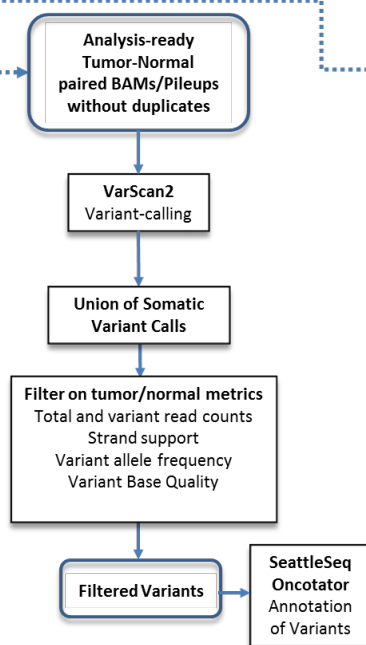 Analysis-ready
Tumor-Normal
paired BAMs/Pileups
without duplicates
VarScan2
Variant-calling
Union of Somatic
Variant Calls
Filter on tumor/normal metrics
Total and variant read counts
Strand support
Variant allele frequency
Variant Base Quality
Filtered Variants
SeattleSeq
Oncotator
Annotation
of Variants